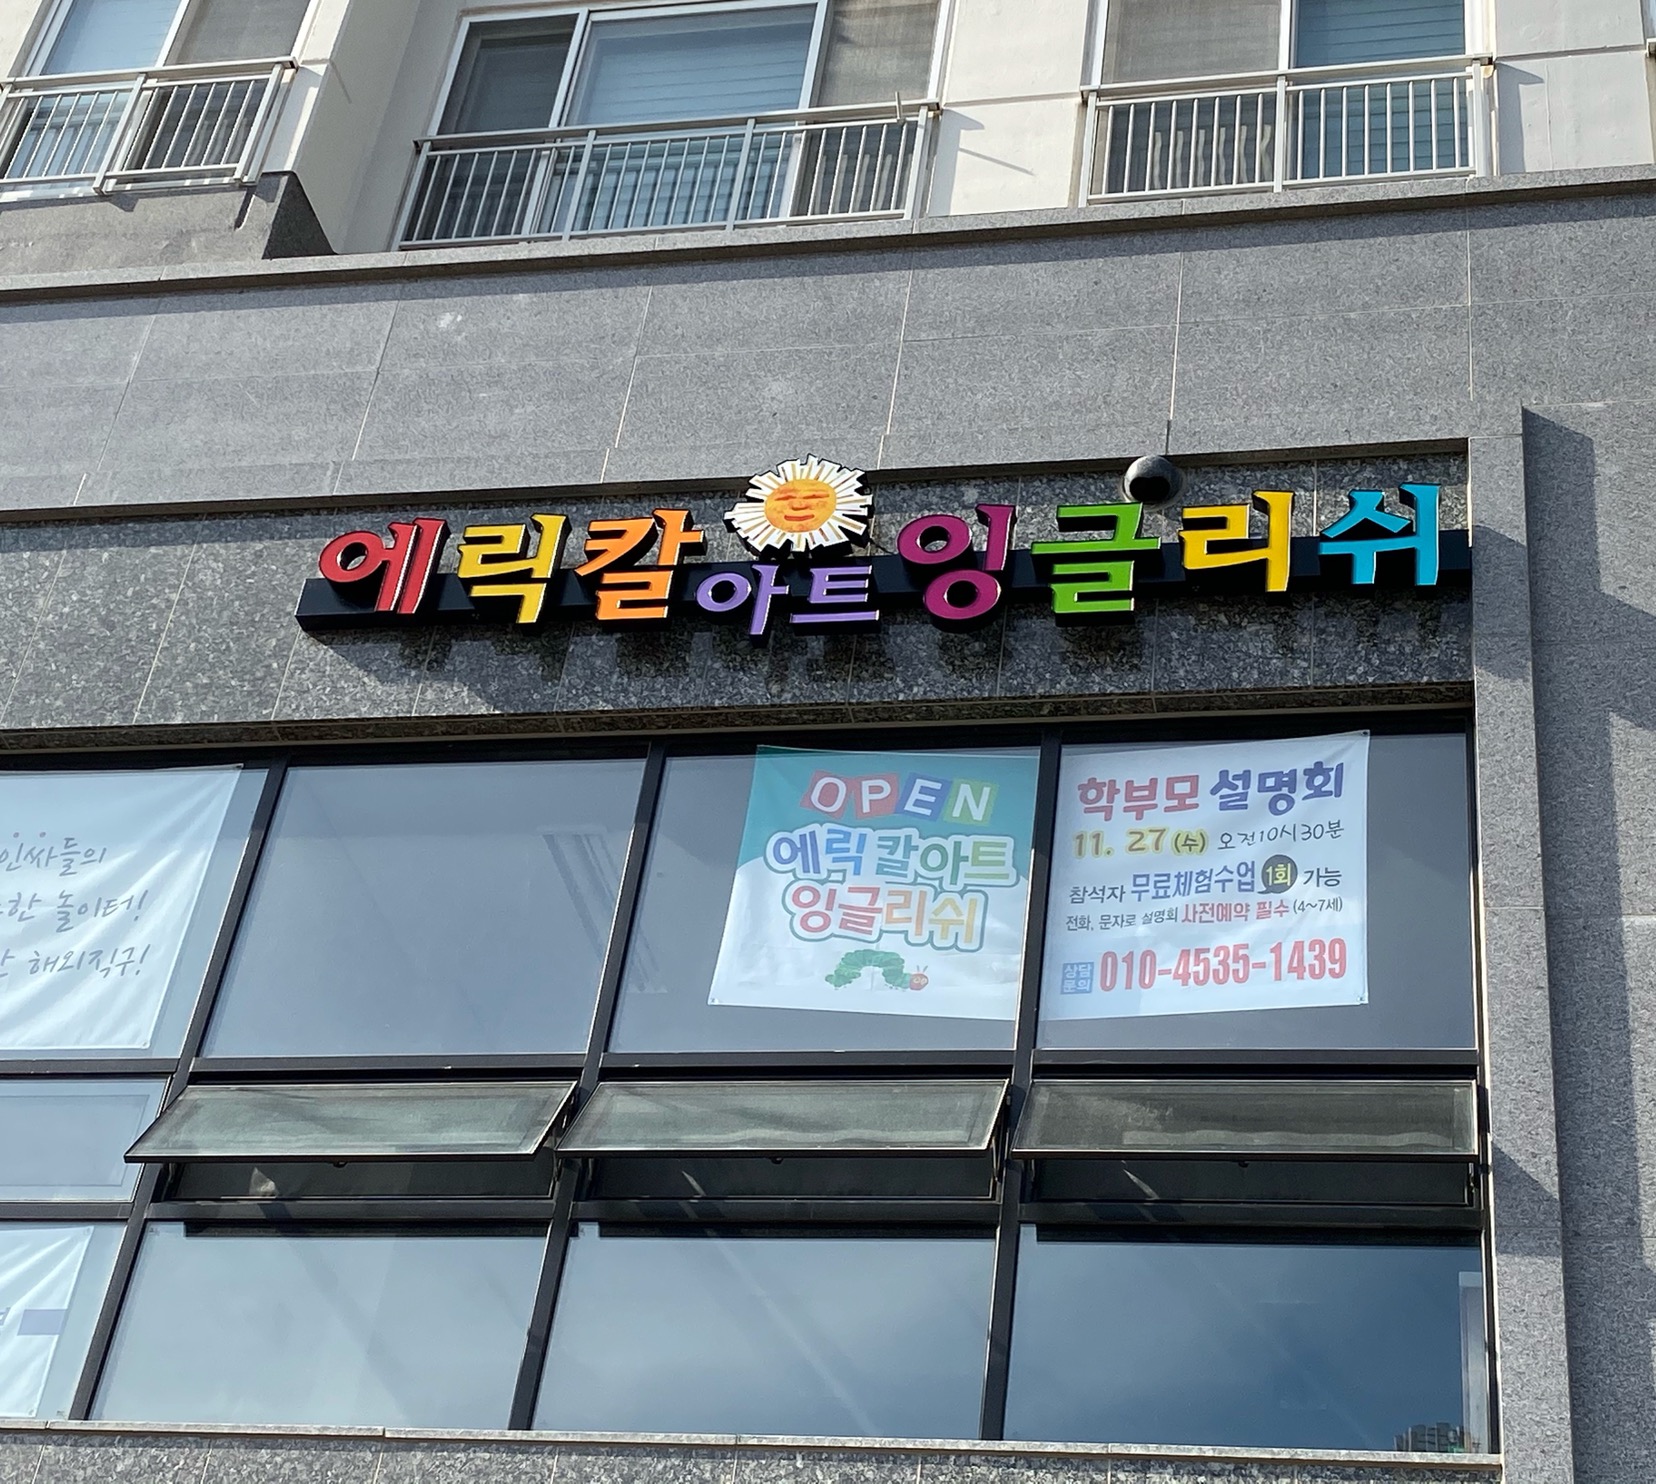 에릭칼아트잉글리쉬
인싸들의
한 놀이터!
해외직구!
OPEN
에릭칼아트
잉글리쉬
학부모 설명회
11. 27 (수) 오전10시30분
참석자 무료체험수업 1회 가능
전화, 문자로 설명회 사전예약 필수 (4~7세)
상담문의 010-4535-1439